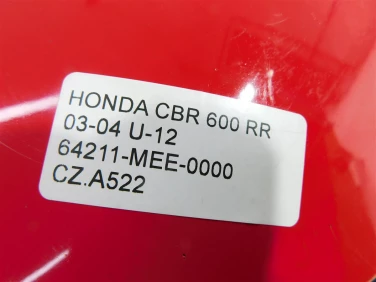 HONDA CBR 600 RR
03-04 U-12
64211-MEE-0000
CZ.A522